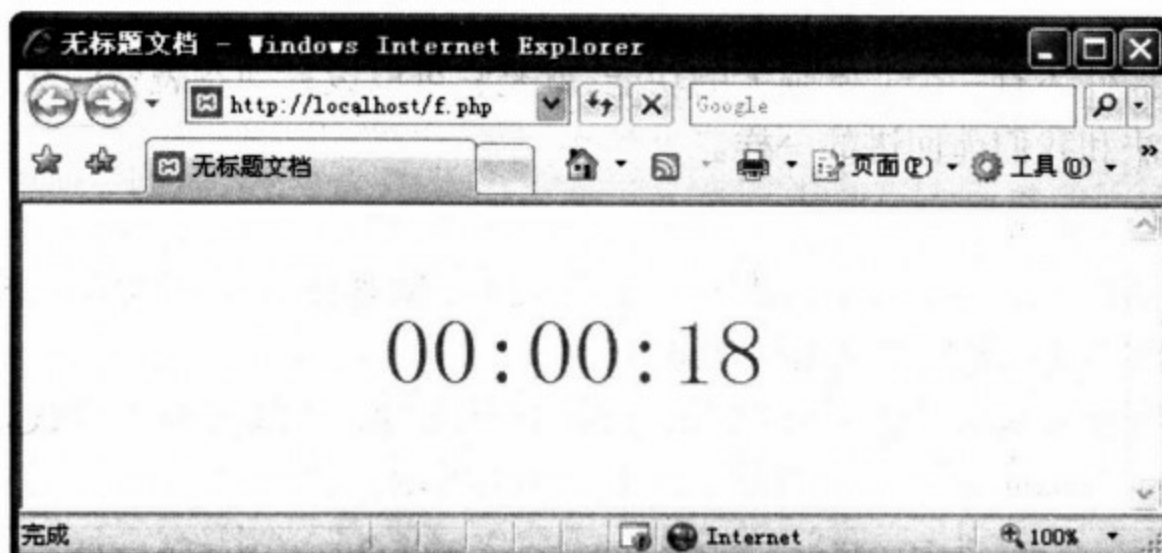 无标题文档 - Windows Internet Explorer
http://localhost/f.php Google
无标题文档 页面(P) 工具(O) »
00:00:18
完成 Internet 100%